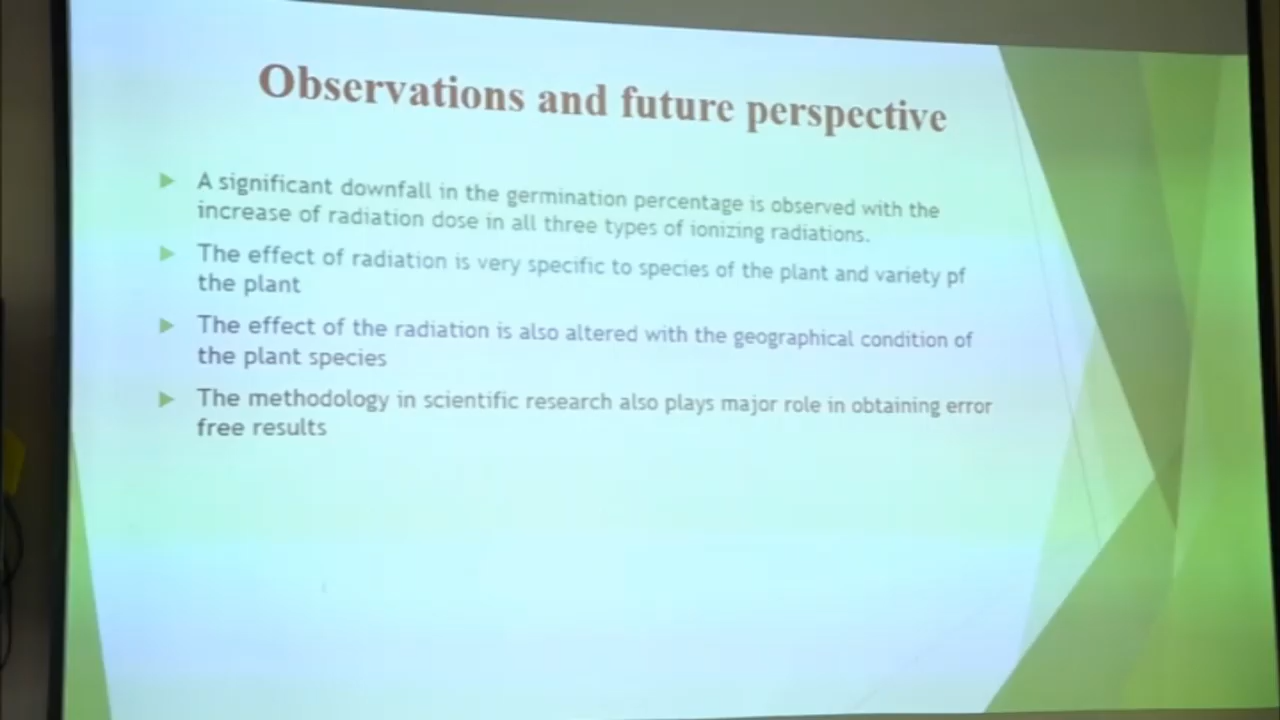 Observations and future perspective
A significant downfall in the germination percentage is observed with the
increase of radiation dose in all three types of ionizing radiations.
The effect of radiation is very specific to species of the plant and variety pf
the plant
The effect of the radiation is also altered with the geographical condition of
the plant species
The methodology in scientific research also plays major role in obtaining error
free results